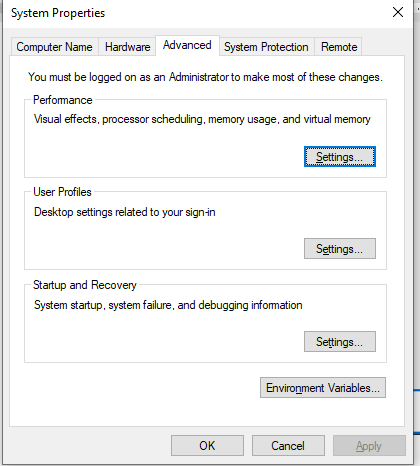 System Properties
Computer Name Hardware Advanced System Protection Remote
You must be logged on as an Administrator to make most of these changes.
Performance
Visual effects, processor scheduling, memory usage, and virtual memory
Settings...
User Profiles
Desktop settings related to your sign-in
Settings...
Startup and Recovery
System startup, system failure, and debugging information
Settings...
Environment Variables...
OK Cancel Apply